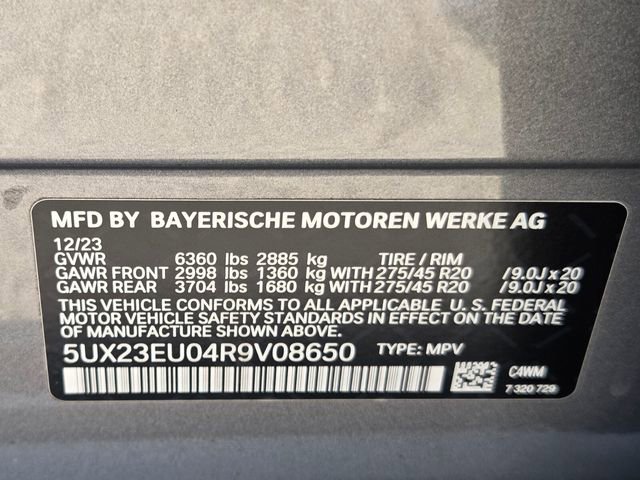 MFD BY BAYERISCHE MOTOREN WERKE AG
12/23
GVWR 6360 lbs 2885 kg TIRE / RIM
GAWR FRONT 2998 lbs 1360 kg WITH 275/45 R20 /9.0J x 20
GAWR REAR 3704 lbs 1680 kg WITH 275/45 R20 /9.0J x 20
THIS VEHICLE CONFORMS TO ALL APPLICABLE U. S. FEDERAL
MOTOR VEHICLE SAFETY STANDARDS IN EFFECT ON THE DATE OF
MANUFACTURE SHOWN ABOVE.
5UX23EU04R9V08650 TYPE: MPV
C4WM
7 320 729